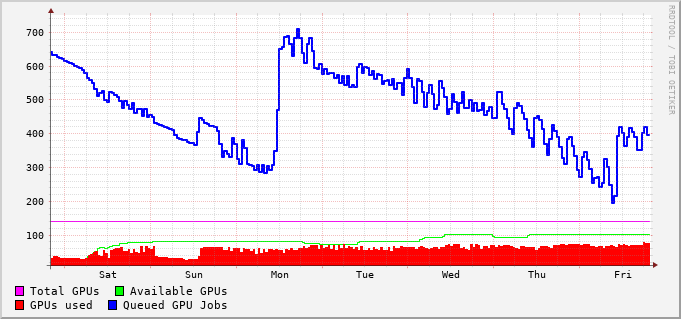 700
600
500
400
300
200
100
Sat Sun Mon Tue Wed Thu Fri
Total GPUs Available GPUs
GPUs used Queued GPU Jobs
RRDTOOL / TOBI OETIKER